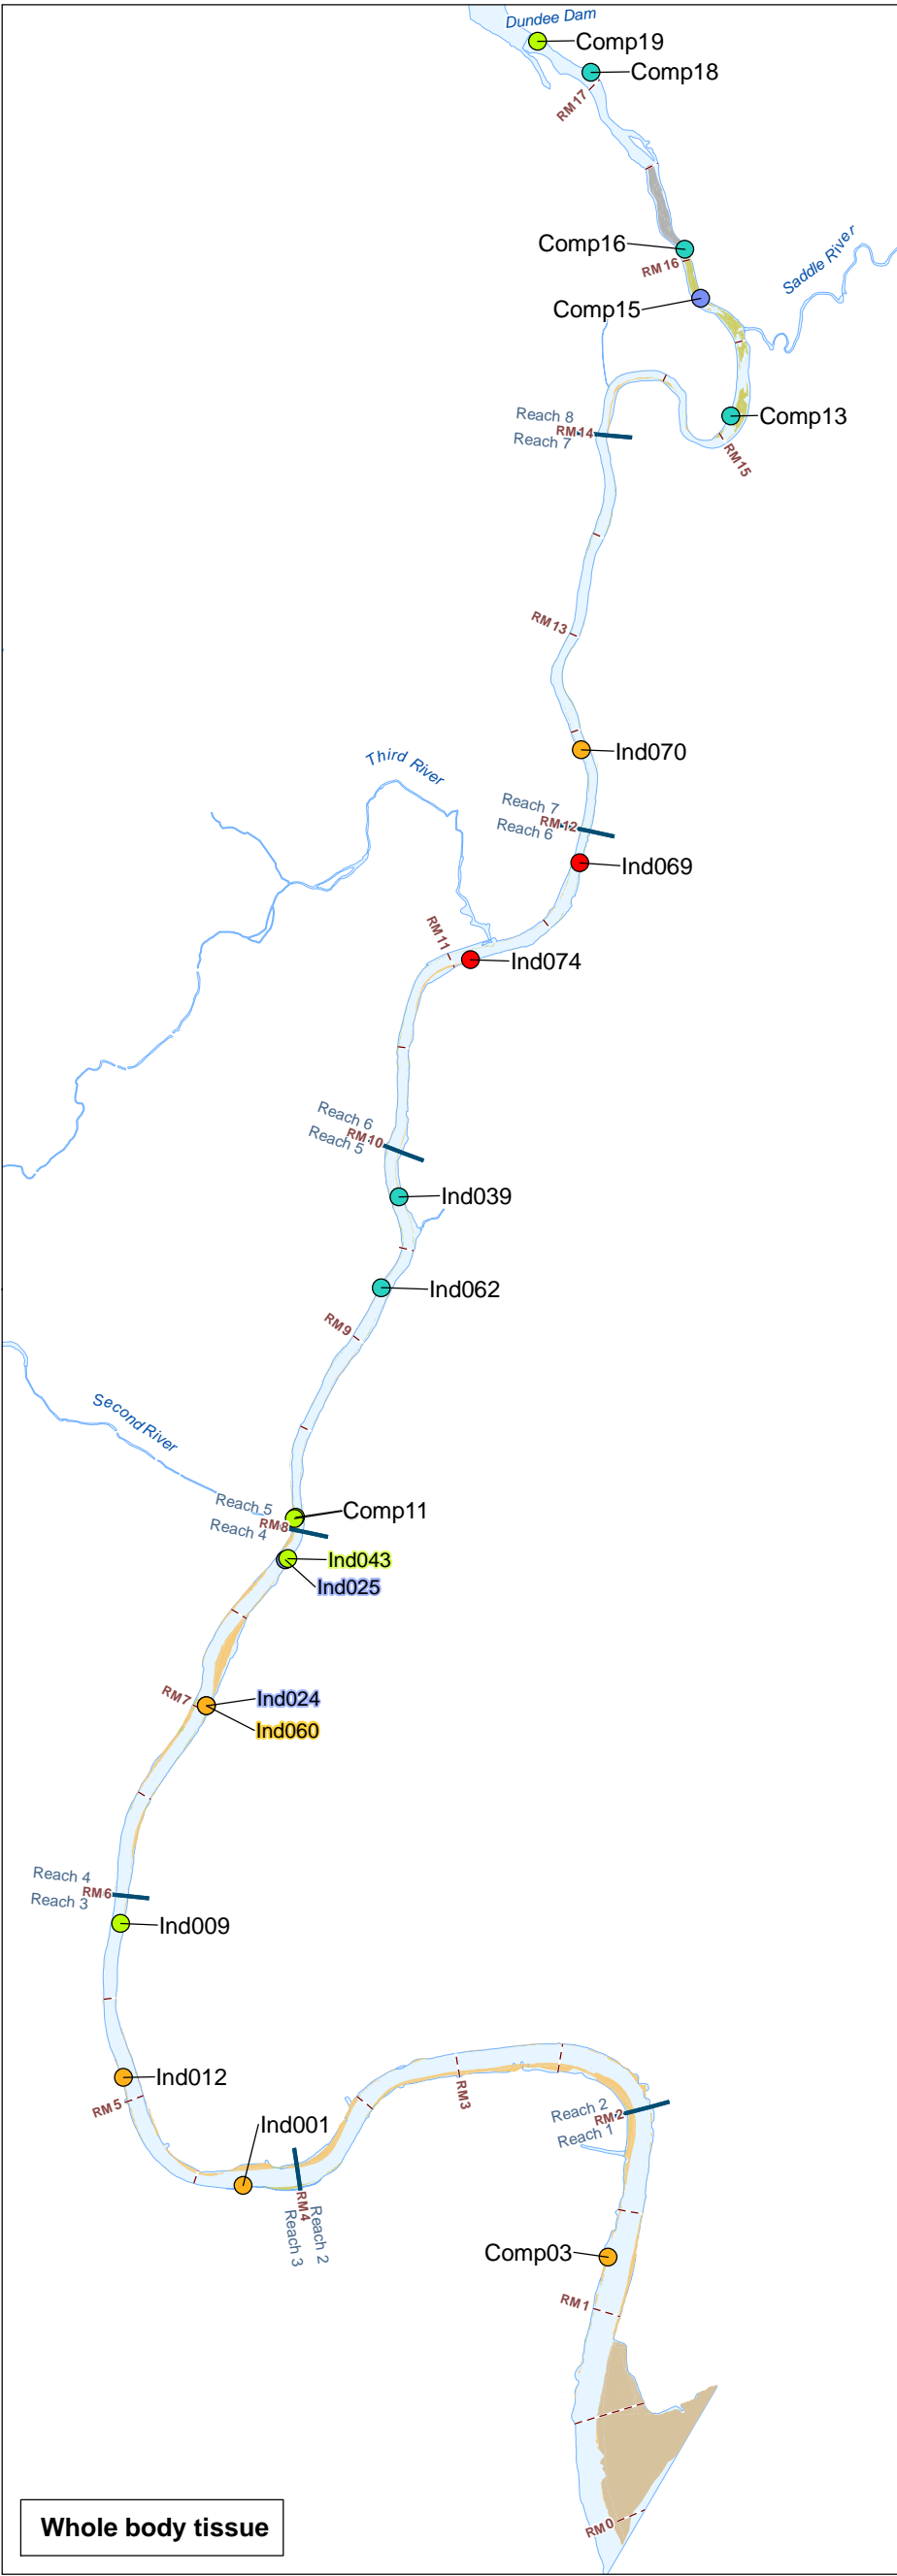 Dundee Dam
Comp19
Comp18
RM17
Comp16
RM16
Saddle River
Comp15
Reach 8
RM14
Reach 7
Comp13
RM15
RM13
Ind070
Third River
Reach 7
RM12
Reach 6
Ind069
RM11
Ind074
Reach 6
RM10
Reach 5
Ind039
Ind062
RM9
Second River
Reach 5
RM8
Reach 4
Comp11
Ind043
Ind025
RM7
Ind024
Ind060
Reach 4
RM6
Reach 3
Ind009
Ind012
RM5
RM3
Reach 2
RM2
Reach 1
Ind001
RM4
Reach 2
Reach 3
Comp03
RM1
RM0
Whole body tissue